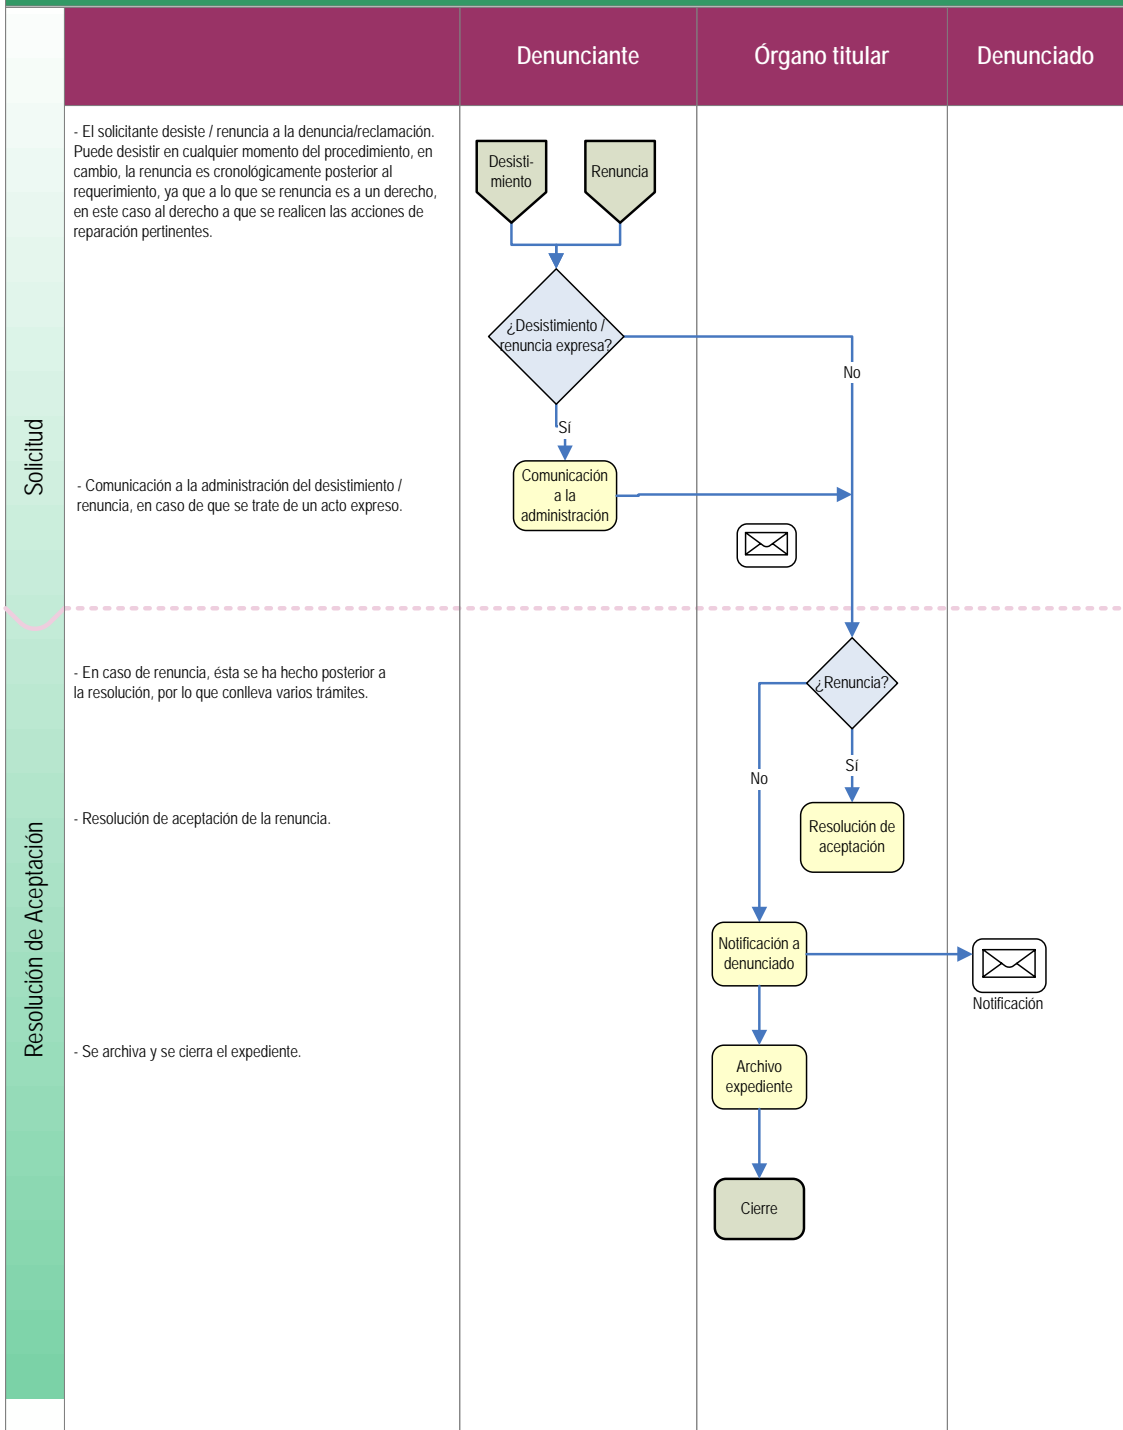 Denunciante
Órgano titular
Denunciado
- El solicitante desiste / renuncia a la denuncia/reclamación.
Puede desistir en cualquier momento del procedimiento, en
cambio, la renuncia es cronológicamente posterior al
requerimiento, ya que a lo que se renuncia es a un derecho,
en este caso al derecho a que se realicen las acciones de
reparación pertinentes.
Desisti-
miento
Renuncia
¿Desistimiento /
renuncia expresa?
No
Sí
Solicitud
- Comunicación a la administración del desistimiento /
renuncia, en caso de que se trate de un acto expreso.
Comunicación
a la
administración
- En caso de renuncia, ésta se ha hecho posterior a
la resolución, por lo que conlleva varios trámites.
¿Renuncia?
No
Sí
Resolución de Aceptación
- Resolución de aceptación de la renuncia.
Resolución de
aceptación
Notificación a
denunciado
Notificación
- Se archiva y se cierra el expediente.
Archivo
expediente
Cierre